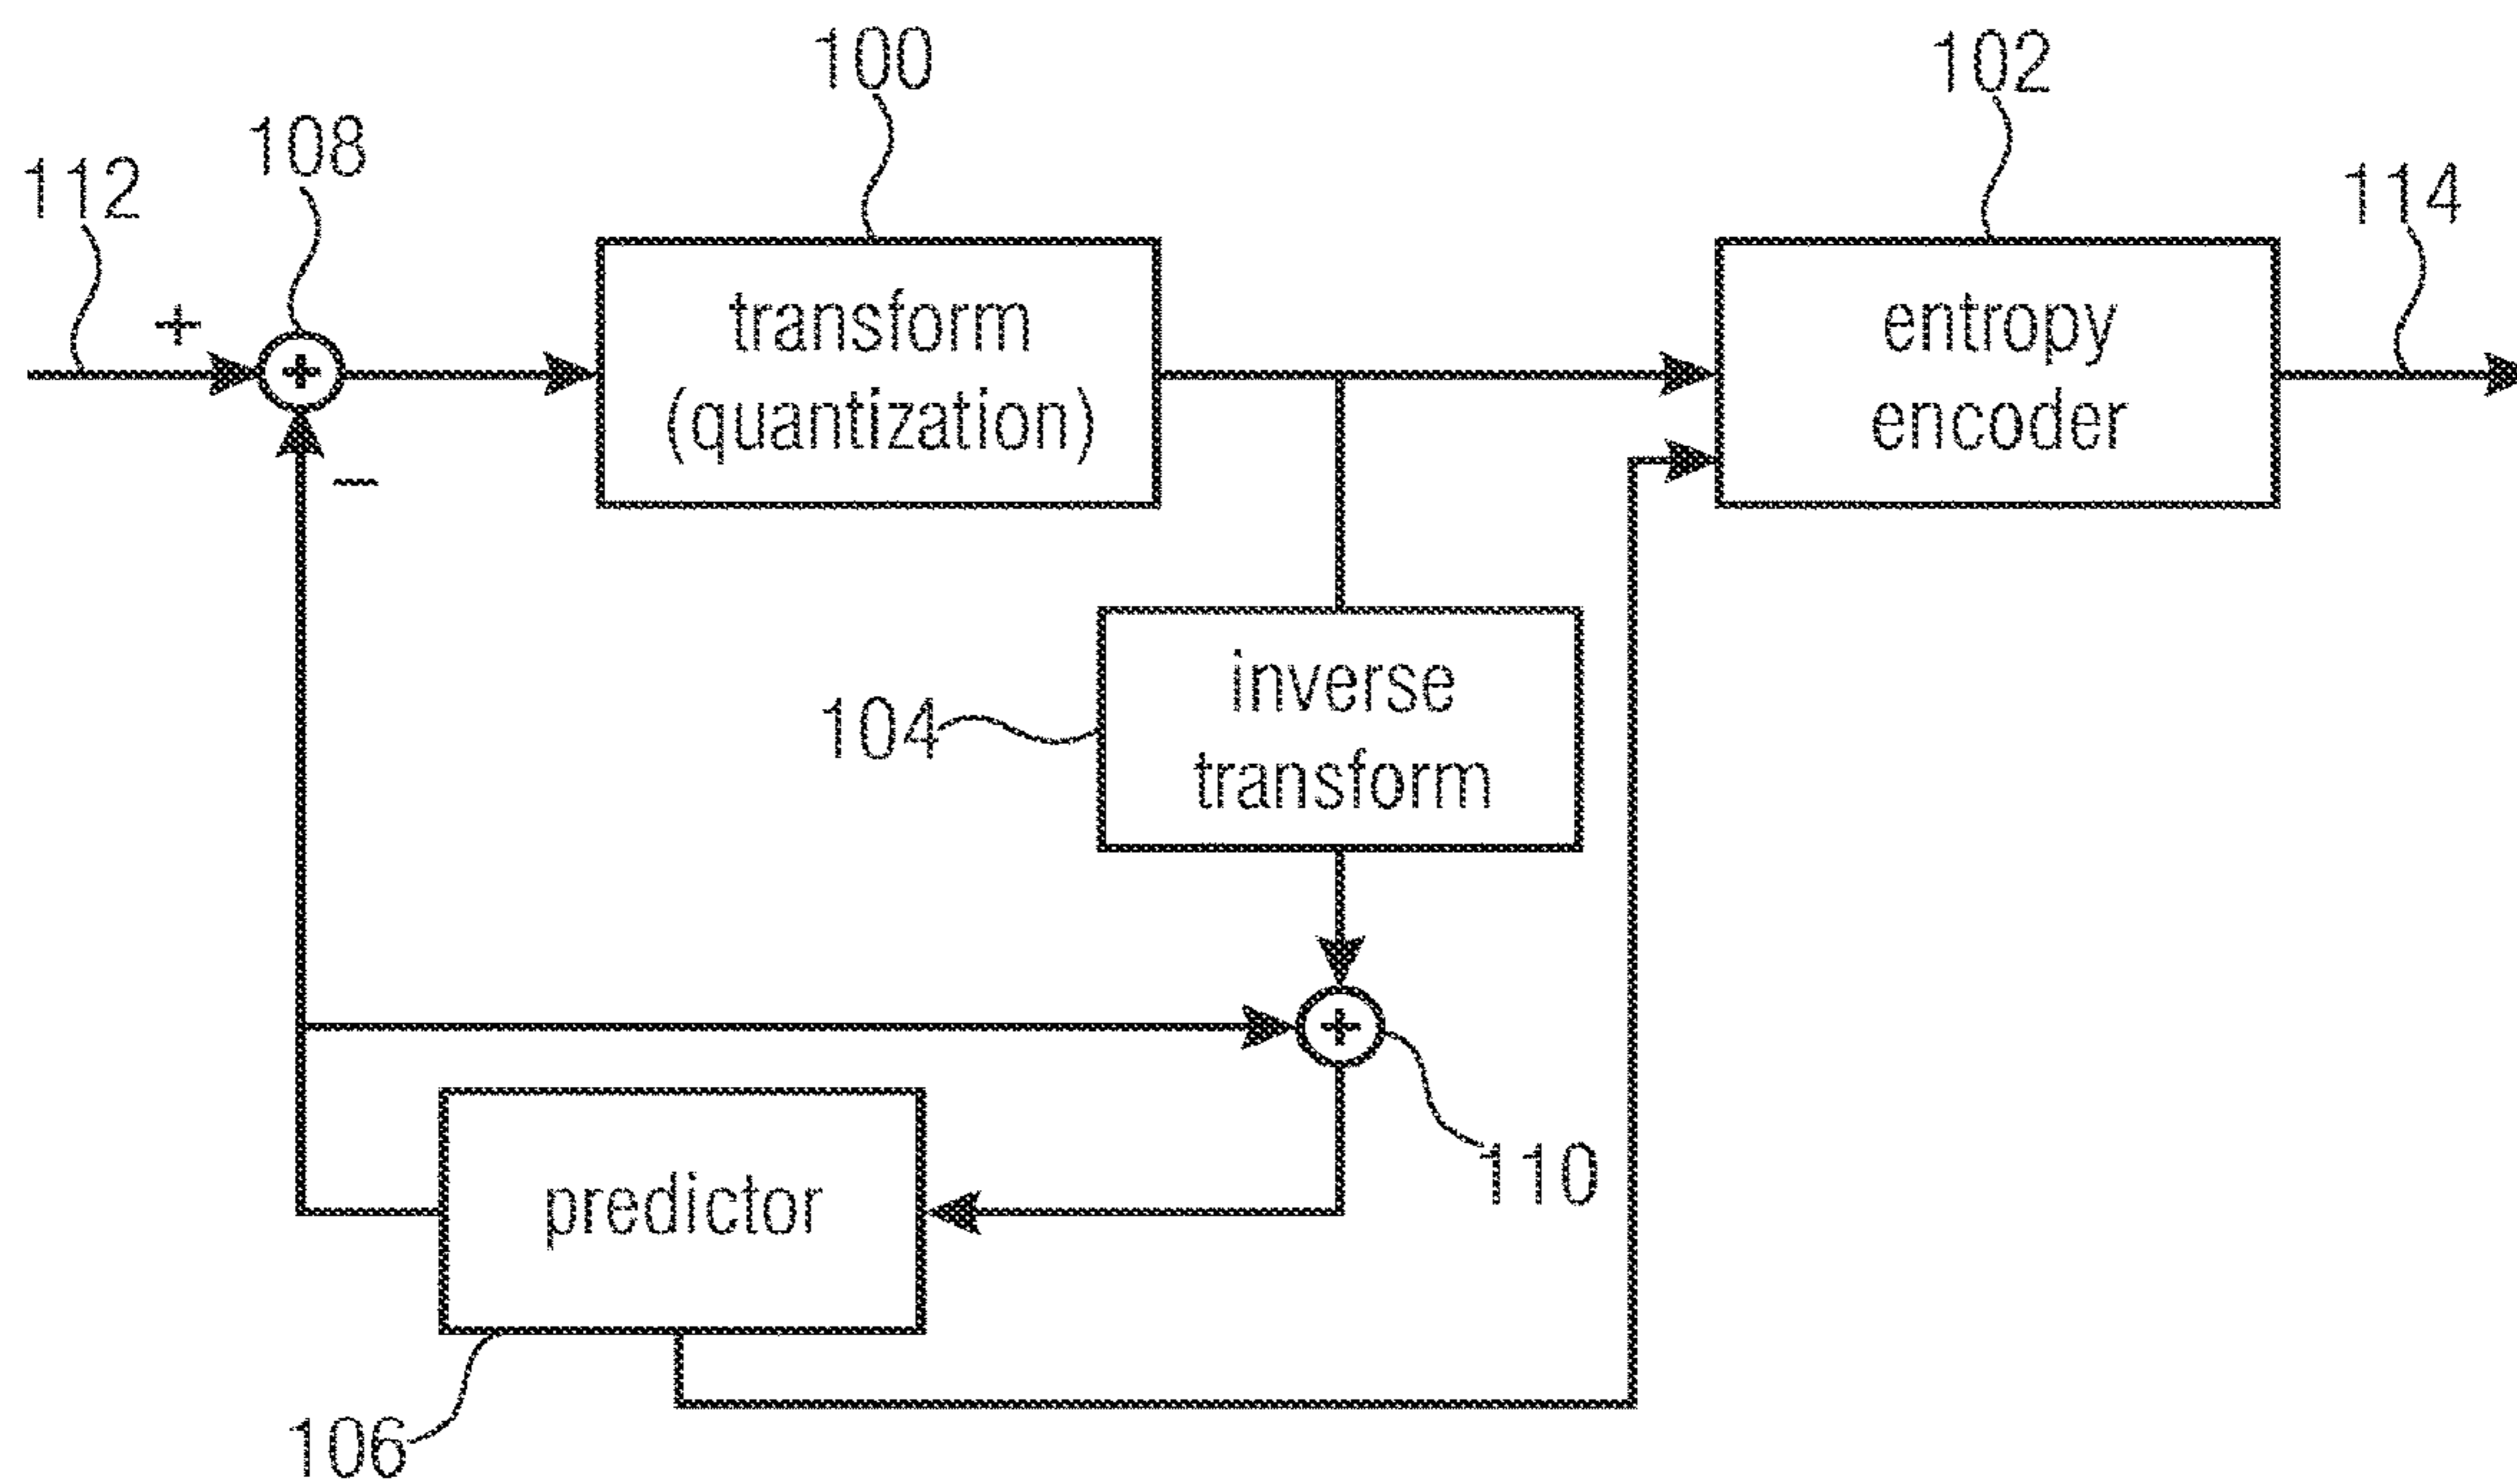 100
102
108
112
114
+
transform
(quantization)
entropy
encoder
+
−
inverse
transform
104
+
110
predictor
106